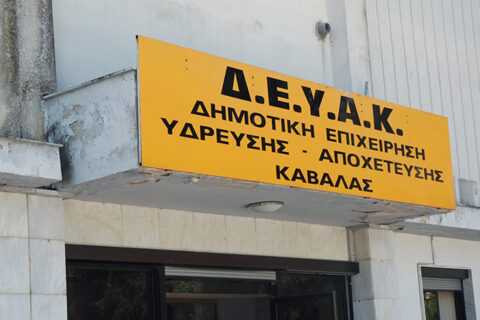 Δ.Ε.Υ.Α.Κ.
ΔΗΜΟΤΙΚΗ ΕΠΙΧΕΙΡΗΣΗ
ΥΔΡΕΥΣΗΣ - ΑΠΟΧΕΤΕΥΣΗΣ
ΚΑΒΑΛΑΣ